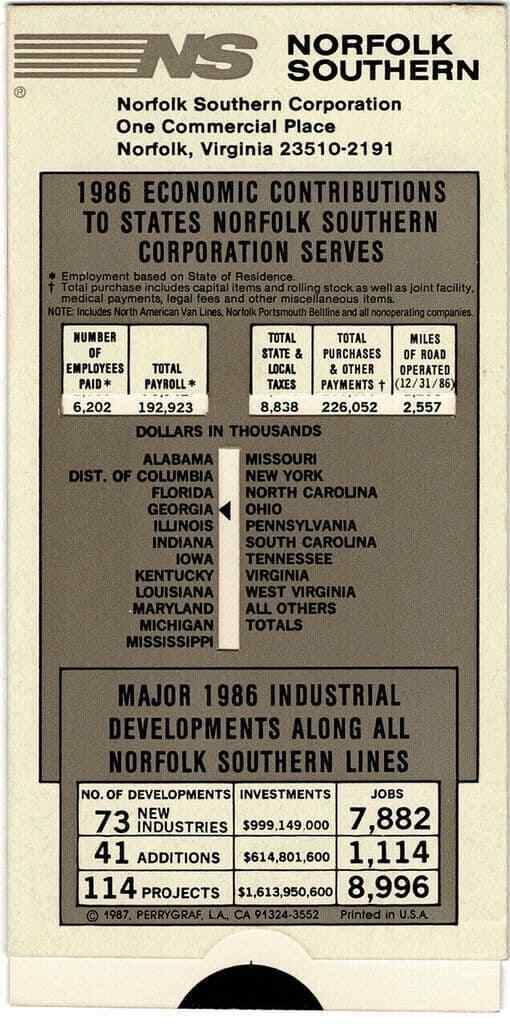 NS NORFOLK
SOUTHERN
®
Norfolk Southern Corporation
One Commercial Place
Norfolk, Virginia 23510-2191
1986 ECONOMIC CONTRIBUTIONS
TO STATES NORFOLK SOUTHERN
CORPORATION SERVES
* Employment based on State of Residence.
† Total purchase includes capital items and rolling stock as well as joint facility,
medical payments, legal fees and other miscellaneous items.
NOTE: Includes North American Van Lines, Norfolk Portsmouth Beltline and all nonoperating companies.
NUMBER
OF
EMPLOYEES
PAID *
TOTAL
PAYROLL *
TOTAL
STATE &
LOCAL
TAXES
TOTAL
PURCHASES
& OTHER
PAYMENTS †
MILES
OF ROAD
OPERATED
(12/31/86)
6,202 192,923 8,838 226,052 2,557
DOLLARS IN THOUSANDS
ALABAMA MISSOURI
DIST. OF COLUMBIA NEW YORK
FLORIDA NORTH CAROLINA
GEORGIA ◀ OHIO
ILLINOIS PENNSYLVANIA
INDIANA SOUTH CAROLINA
IOWA TENNESSEE
KENTUCKY VIRGINIA
LOUISIANA WEST VIRGINIA
MARYLAND ALL OTHERS
MICHIGAN TOTALS
MISSISSIPPI
MAJOR 1986 INDUSTRIAL
DEVELOPMENTS ALONG ALL
NORFOLK SOUTHERN LINES
NO. OF DEVELOPMENTS INVESTMENTS JOBS
73 NEW INDUSTRIES $999,149,000 7,882
41 ADDITIONS $614,801,600 1,114
114 PROJECTS $1,613,950,600 8,996
© 1987, PERRYGRAF, L.A., CA 91324-3552 Printed in U.S.A.